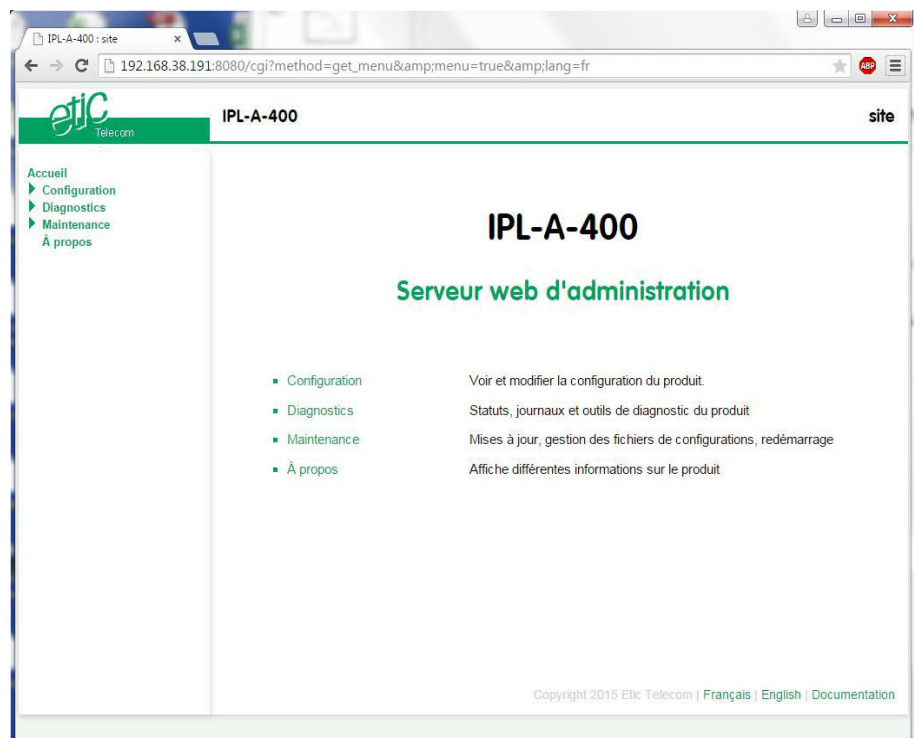 IPL-A-400 : site
192.168.38.191:8080/cgi?method=get_menu&amp;menu=true&amp;lang=fr
ABP
etic
Telecom
IPL-A-400
site
Accueil
Configuration
Diagnostics
Maintenance
À propos
IPL-A-400
Serveur web d'administration
Configuration
Voir et modifier la configuration du produit.
Diagnostics
Statuts, journaux et outils de diagnostic du produit
Maintenance
Mises à jour, gestion des fichiers de configurations, redémarrage
À propos
Affiche différentes informations sur le produit
Copyright 2015 Etic Telecom | Français | English | Documentation